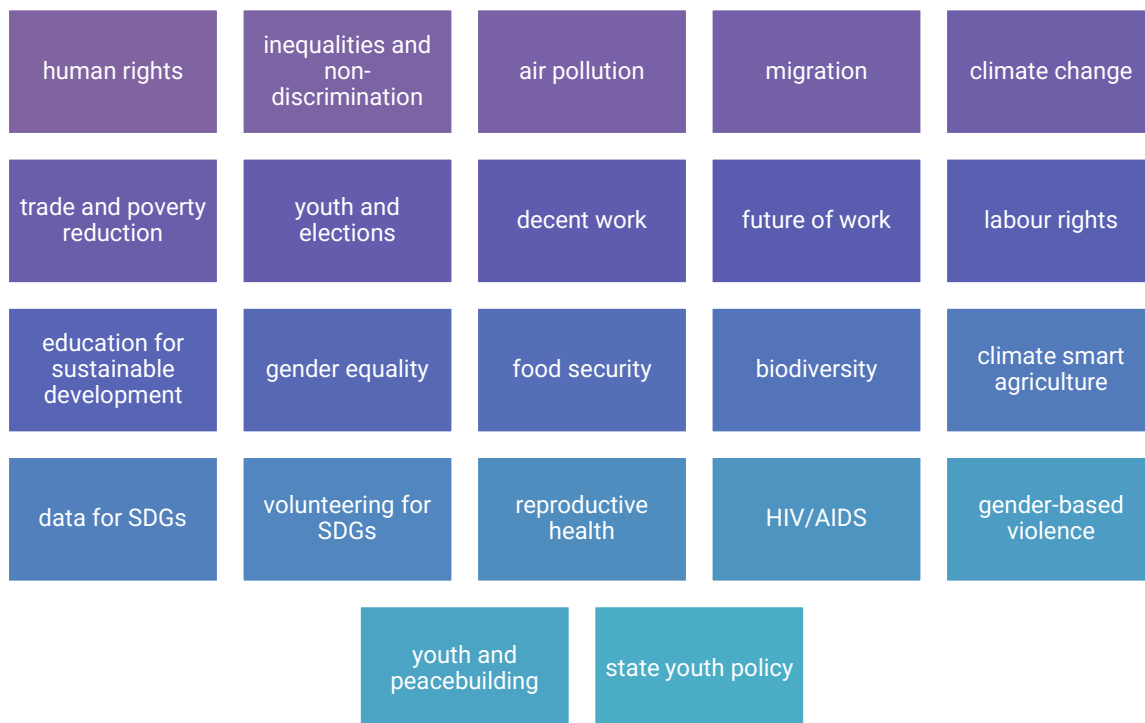 human rights
inequalities and
non-
discrimination
air pollution
migration
climate change
trade and poverty
reduction
youth and
elections
decent work
future of work
labour rights
education for
sustainable
development
gender equality
food security
biodiversity
climate smart
agriculture
data for SDGs
volunteering for
SDGs
reproductive
health
HIV/AIDS
gender-based
violence
youth and
peacebuilding
state youth policy